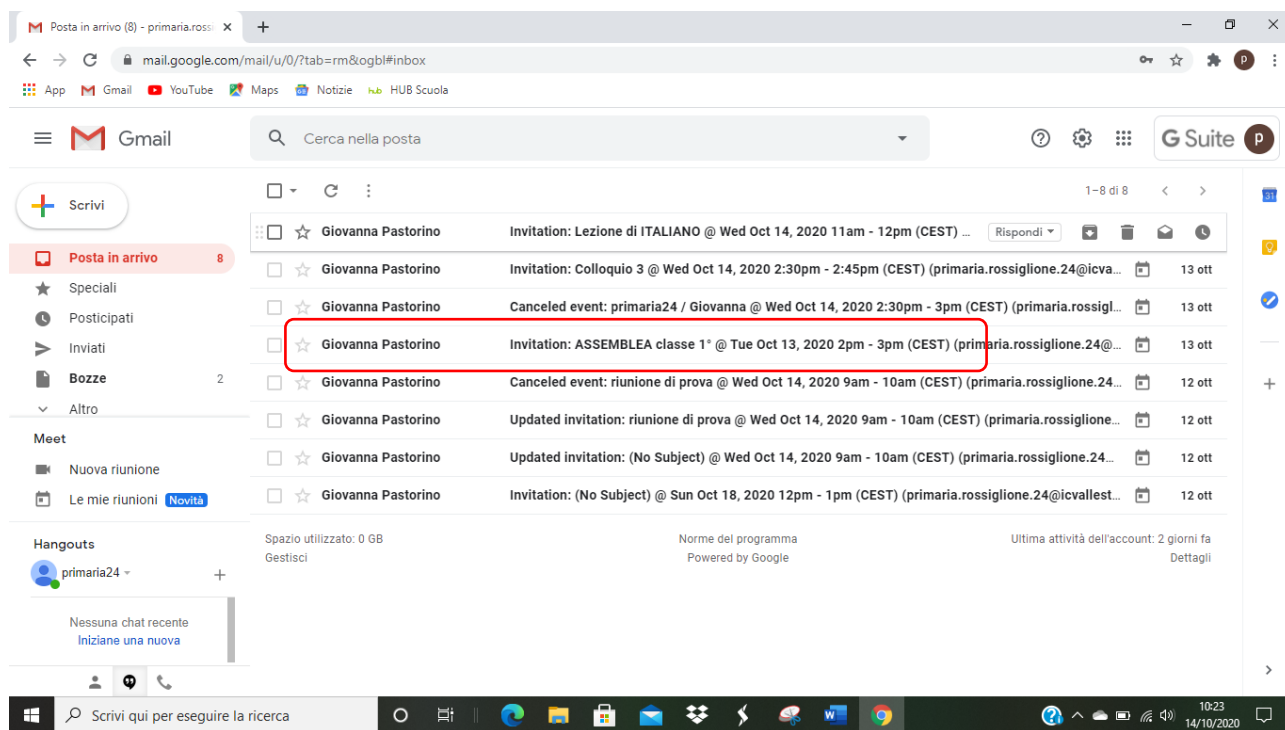 Posta in arrivo (8) - primaria.rossi
mail.google.com/mail/u/0/?tab=rm&ogbl#inbox
App Gmail YouTube Maps Notizie hub HUB Scuola
Gmail Cerca nella posta G Suite p
Scrivi 1–8 di 8
Giovanna Pastorino Invitation: Lezione di ITALIANO @ Wed Oct 14, 2020 11am - 12pm (CEST) ... Rispondi
Posta in arrivo 8
Giovanna Pastorino Invitation: Colloquio 3 @ Wed Oct 14, 2020 2:30pm - 2:45pm (CEST) (primaria.rossiglione.24@icva... 13 ott
Speciali
Giovanna Pastorino Canceled event: primaria24 / Giovanna @ Wed Oct 14, 2020 2:30pm - 3pm (CEST) (primaria.rossigl... 13 ott
Posticipati
Giovanna Pastorino Invitation: ASSEMBLEA classe 1° @ Tue Oct 13, 2020 2pm - 3pm (CEST) (primaria.rossiglione.24@... 13 ott
Inviati
Giovanna Pastorino Canceled event: riunione di prova @ Wed Oct 14, 2020 9am - 10am (CEST) (primaria.rossiglione.24... 12 ott
Bozze 2
Altro
Giovanna Pastorino Updated invitation: riunione di prova @ Wed Oct 14, 2020 9am - 10am (CEST) (primaria.rossiglione... 12 ott
Meet
Giovanna Pastorino Updated invitation: (No Subject) @ Wed Oct 14, 2020 9am - 10am (CEST) (primaria.rossiglione.24... 12 ott
Nuova riunione
Giovanna Pastorino Invitation: (No Subject) @ Sun Oct 18, 2020 12pm - 1pm (CEST) (primaria.rossiglione.24@icvallest... 12 ott
Le mie riunioni Novità
Hangouts
Spazio utilizzato: 0 GB Norme del programma Ultima attività dell'account: 2 giorni fa
Gestisci Powered by Google Dettagli
primaria24
Nessuna chat recente
Iniziane una nuova
Scrivi qui per eseguire la ricerca 10:23
14/10/2020
31